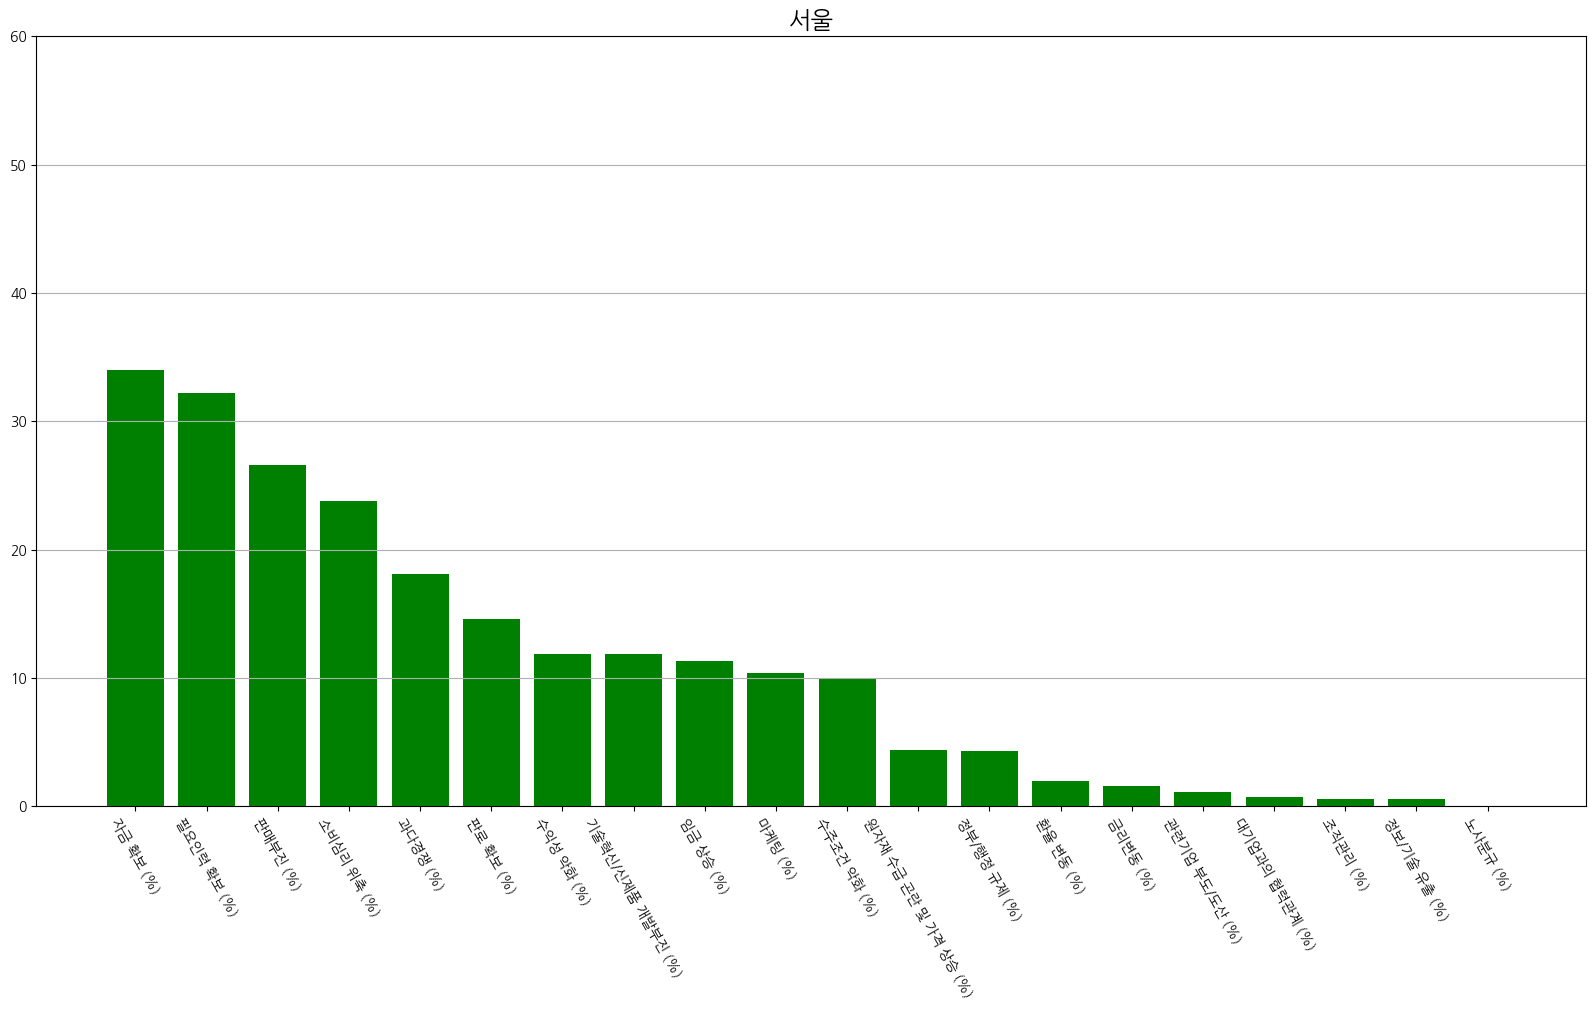 서울
60
50
40
30
20
10
0
자금 확보 (%)
필요인력 확보 (%)
판매부진 (%)
소비심리 위축 (%)
과다경쟁 (%)
판로 확보 (%)
수익성 악화 (%)
기술혁신/신제품 개발부진 (%)
임금 상승 (%)
마케팅 (%)
수주조건 악화 (%)
원자재 수급 곤란 및 가격 상승 (%)
정부/행정 규제 (%)
환율 변동 (%)
금리변동 (%)
관련기업 부도/도산 (%)
대기업과의 협력관계 (%)
조직관리 (%)
정보/기술 유출 (%)
노사분규 (%)